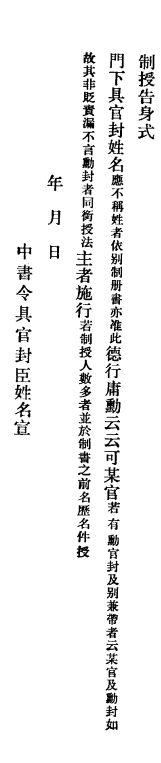 制授告身式
門下具官封姓名應不稱姓者依别制册書亦准此德行庸勳云云可某官若有勳官封及别兼帶者云某官及勳封如
故其非貶責漏不言勳封者同銜授法主者施行若制授人數多者並於制書之前名歷名件授
年月日
中書令具官封臣姓名宣